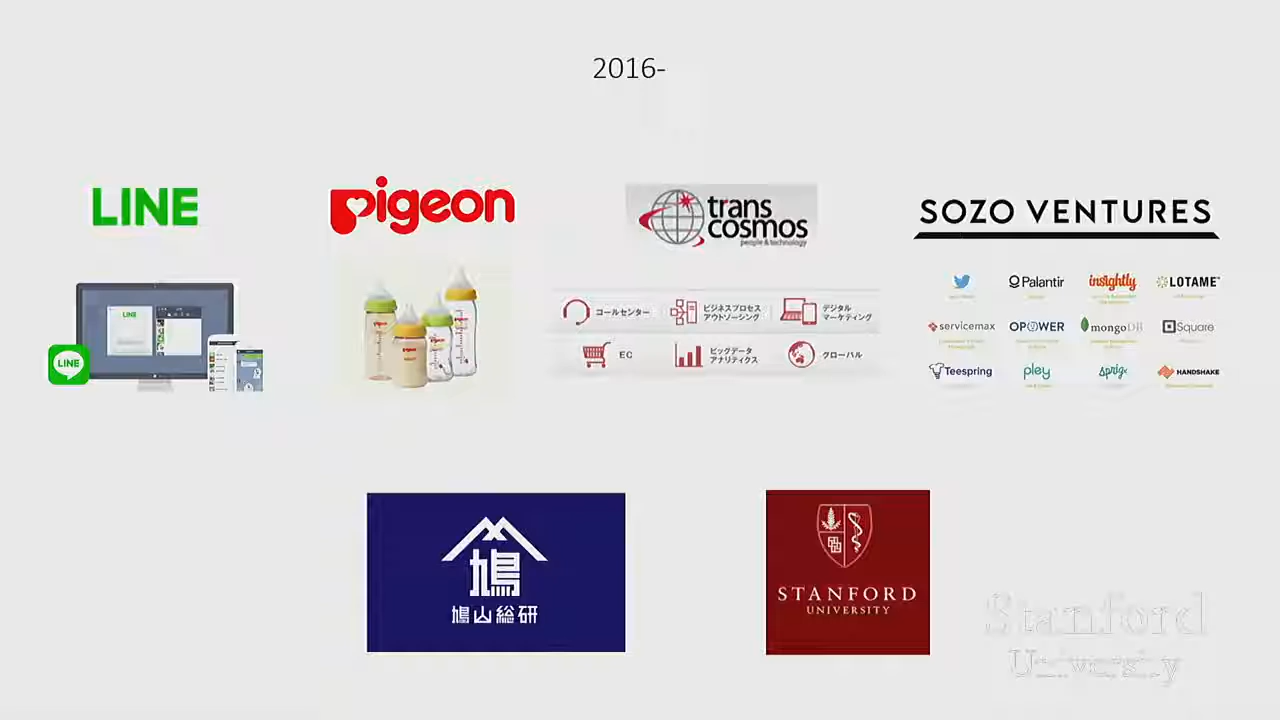 2016-
LINE
pigeon
trans
cosmos
people & technology
SOZO VENTURES
LINE
LINE
コールセンター
ビジネスプロセス
アウトソーシング
デジタル
マーケティング
EC
ビッグデータ
アナリティクス
グローバル
Palantir
insightly
LOTAME
servicemax
OPOWER
mongoDB
Square
Teespring
pley
sprig
HANDSHAKE
鳩
鳩山総研
STANFORD
UNIVERSITY
Stanford
University